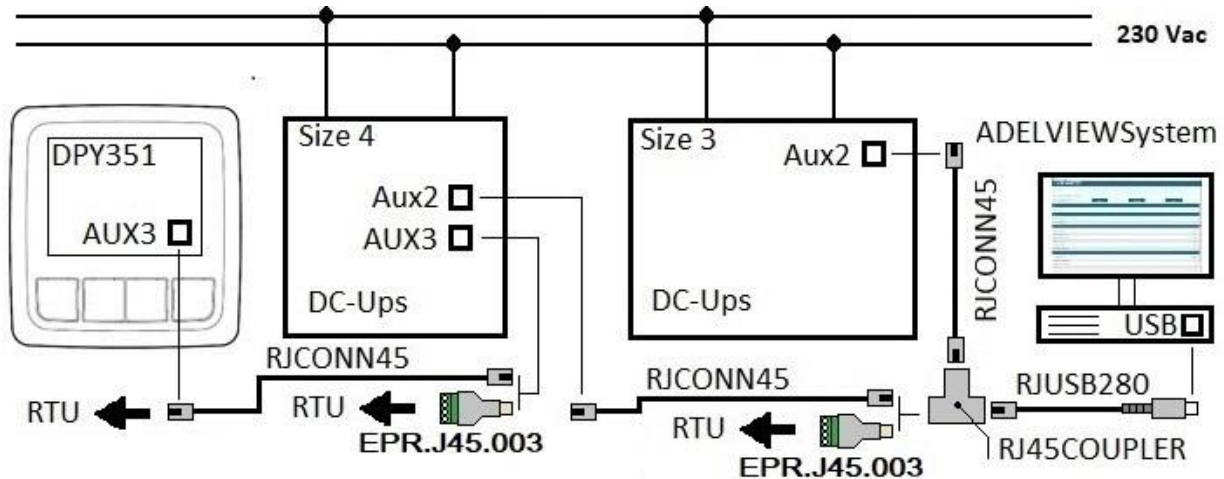 230 Vac
DPY351
AUX3
Size 4
Aux2
AUX3
DC-Ups
Size 3
Aux2
DC-Ups
RJCONN45
ADELVIEWSystem
USB
RJCONN45
RTU
RTU
EPR.J45.003
RJCONN45
RTU
EPR.J45.003
RJUSB280
RJ45COUPLER